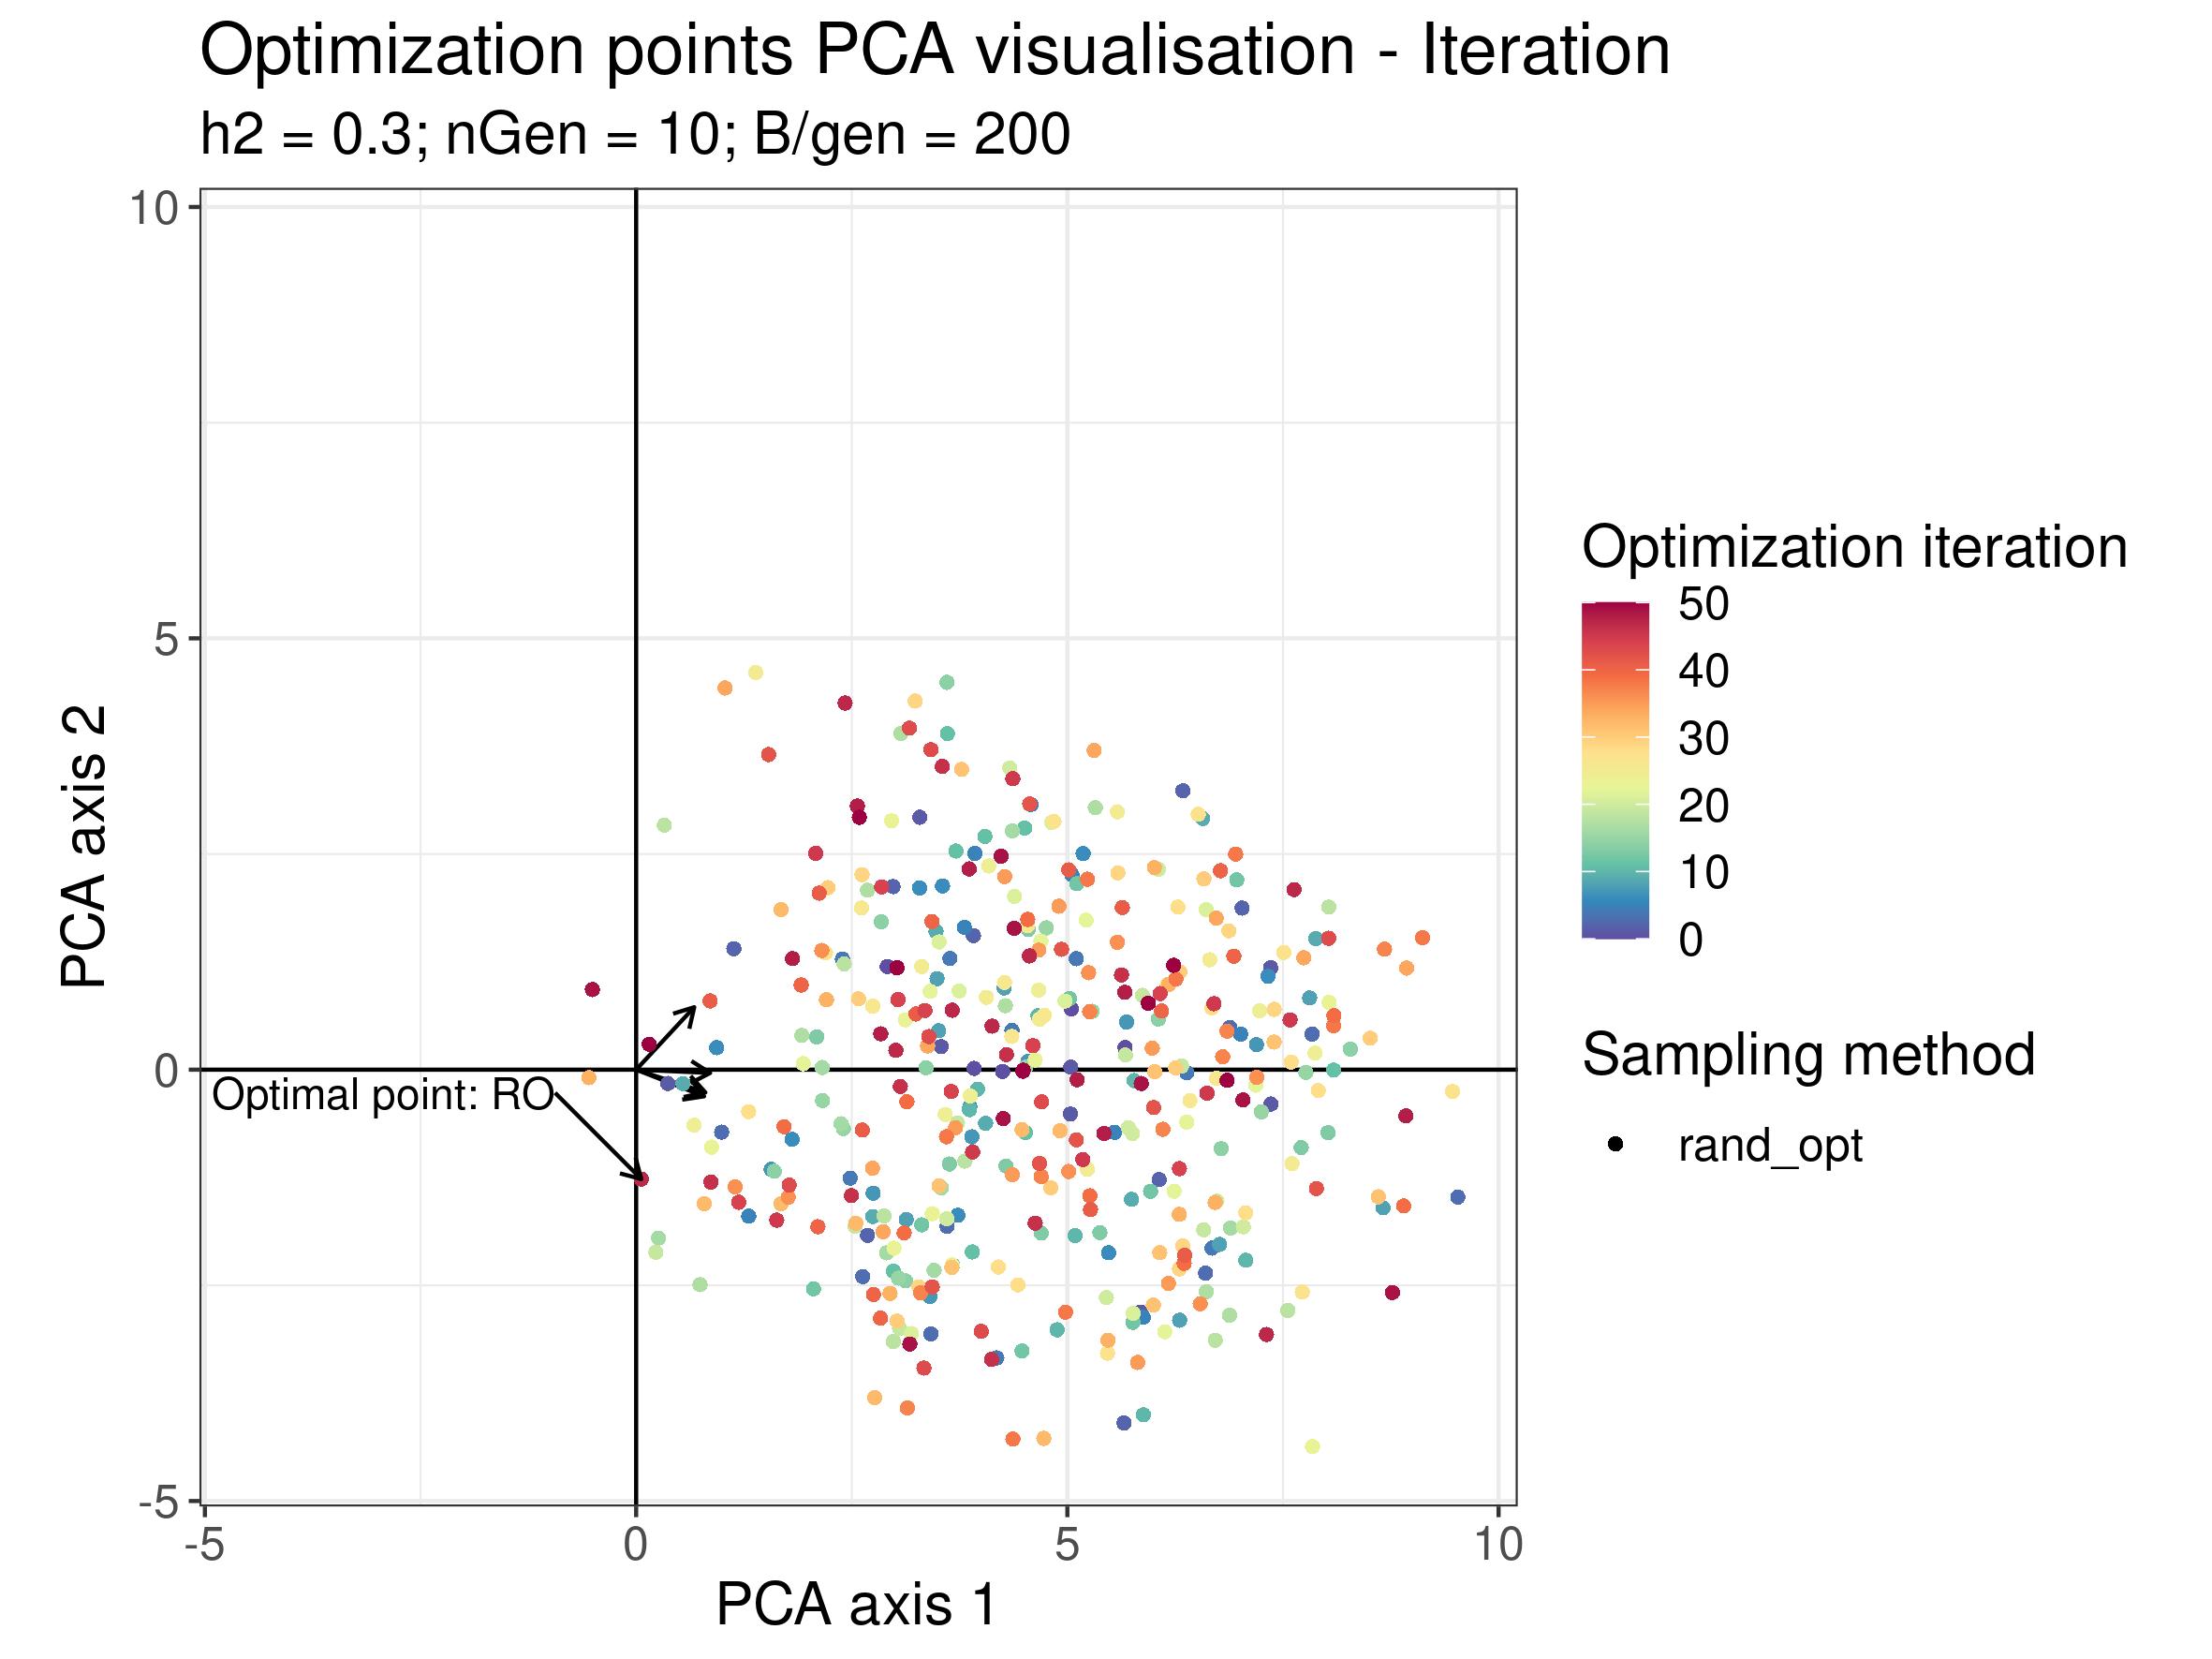 Optimization points PCA visualisation - Iteration
h2 = 0.3; nGen = 10; B/gen = 200
10
5
0
-5
PCA axis 2
Optimal point: RO
-5
0
5
10
PCA axis 1
Optimization iteration
50
40
30
20
10
0
Sampling method
rand_opt